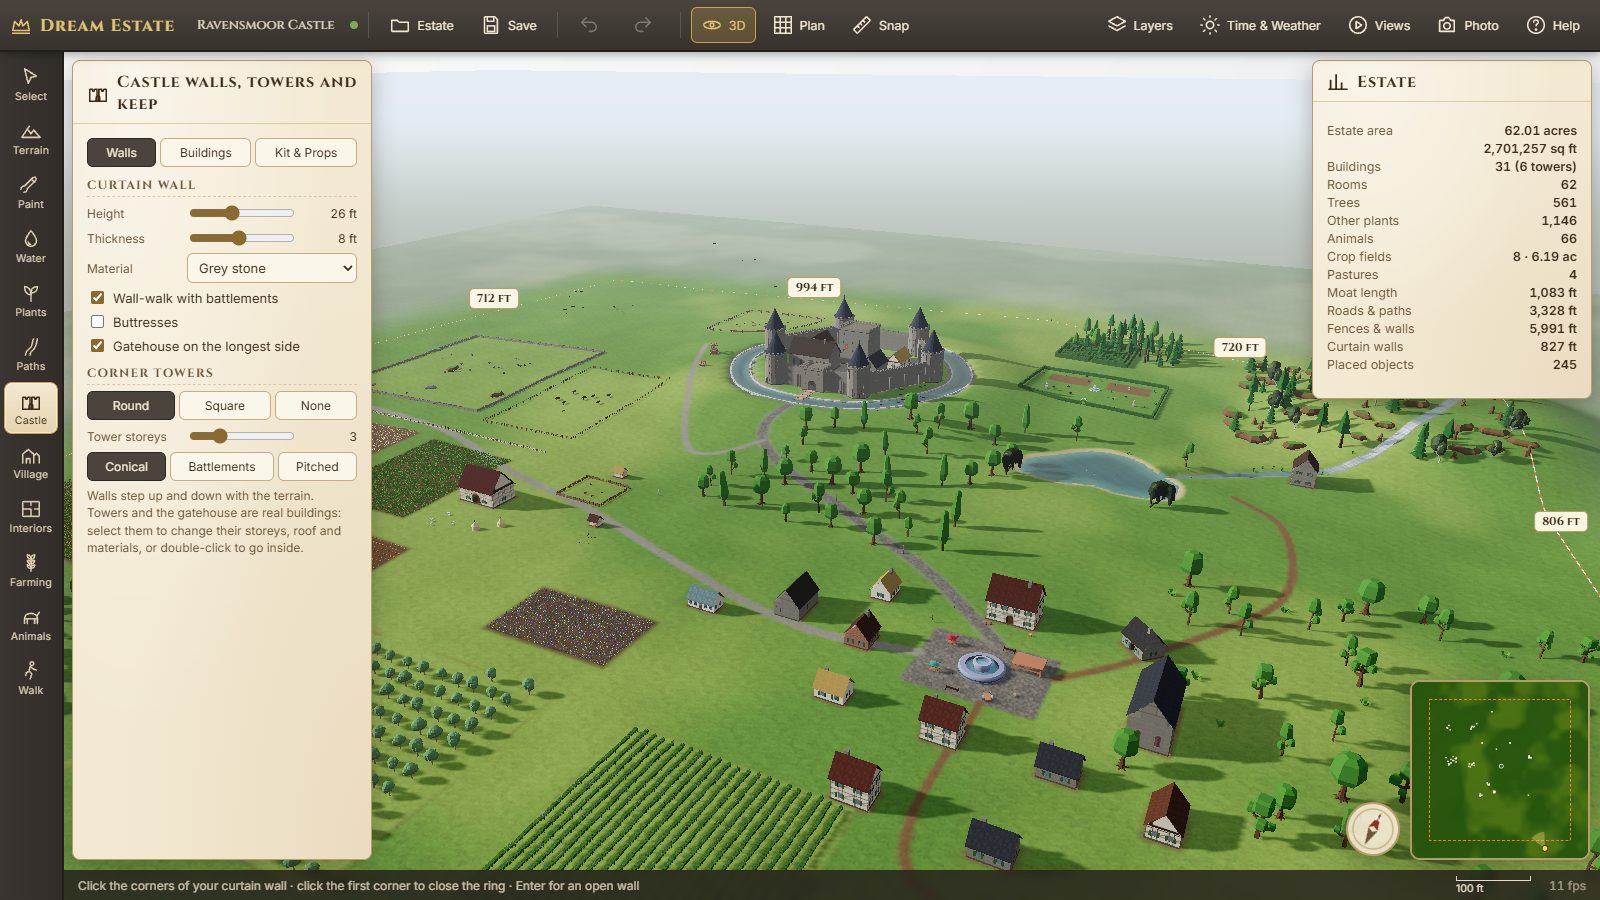 DREAM ESTATE RAVENSMOOR CASTLE Estate Save 3D Plan Snap Layers Time & Weather Views Photo Help
Select
Terrain
Paint
Water
Plants
Paths
Castle
Village
Interiors
Farming
Animals
Walk
CASTLE WALLS, TOWERS AND
KEEP
Walls Buildings Kit & Props
CURTAIN WALL
Height 26 ft
Thickness 8 ft
Material Grey stone
Wall-walk with battlements
Buttresses
Gatehouse on the longest side
CORNER TOWERS
Round Square None
Tower storeys 3
Conical Battlements Pitched
Walls step up and down with the terrain.
Towers and the gatehouse are real buildings:
select them to change their storeys, roof and
materials, or double-click to go inside.
712 FT
994 FT
720 FT
806 FT
ESTATE
Estate area 62.01 acres
2,701,257 sq ft
Buildings 31 (6 towers)
Rooms 62
Trees 561
Other plants 1,146
Animals 66
Crop fields 8 · 6.19 ac
Pastures 4
Moat length 1,083 ft
Roads & paths 3,328 ft
Fences & walls 5,991 ft
Curtain walls 827 ft
Placed objects 245
Click the corners of your curtain wall · click the first corner to close the ring · Enter for an open wall
100 ft
11 fps